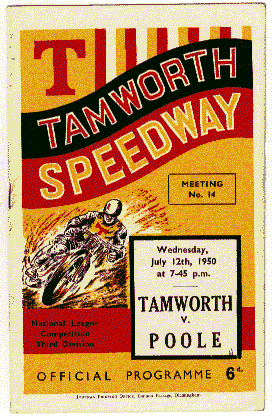 T
TAMWORTH
SPEEDWAY
MEETING
No. 14
Wednesday,
July 12th, 1950
at 7-45 p.m.
TAMWORTH
V.
POOLE
National League
Competition
Third Division
OFFICIAL PROGRAMME 6d.
Birmingham